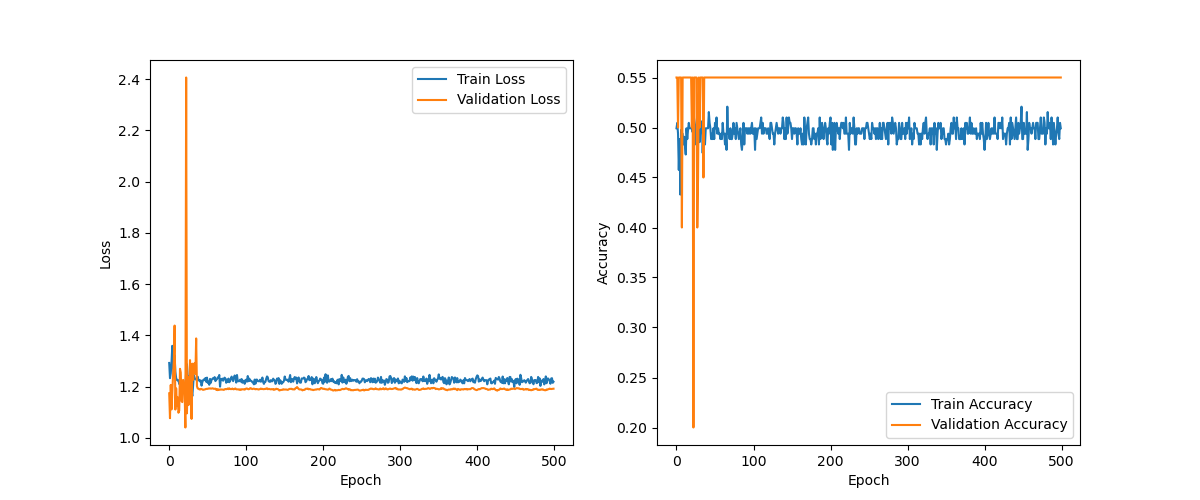 2.4
2.2
2.0
1.8
1.6
1.4
1.2
1.0
Loss
0 100 200 300 400 500
Epoch
Train Loss
Validation Loss
0.55
0.50
0.45
0.40
0.35
0.30
0.25
0.20
Accuracy
0 100 200 300 400 500
Epoch
Train Accuracy
Validation Accuracy